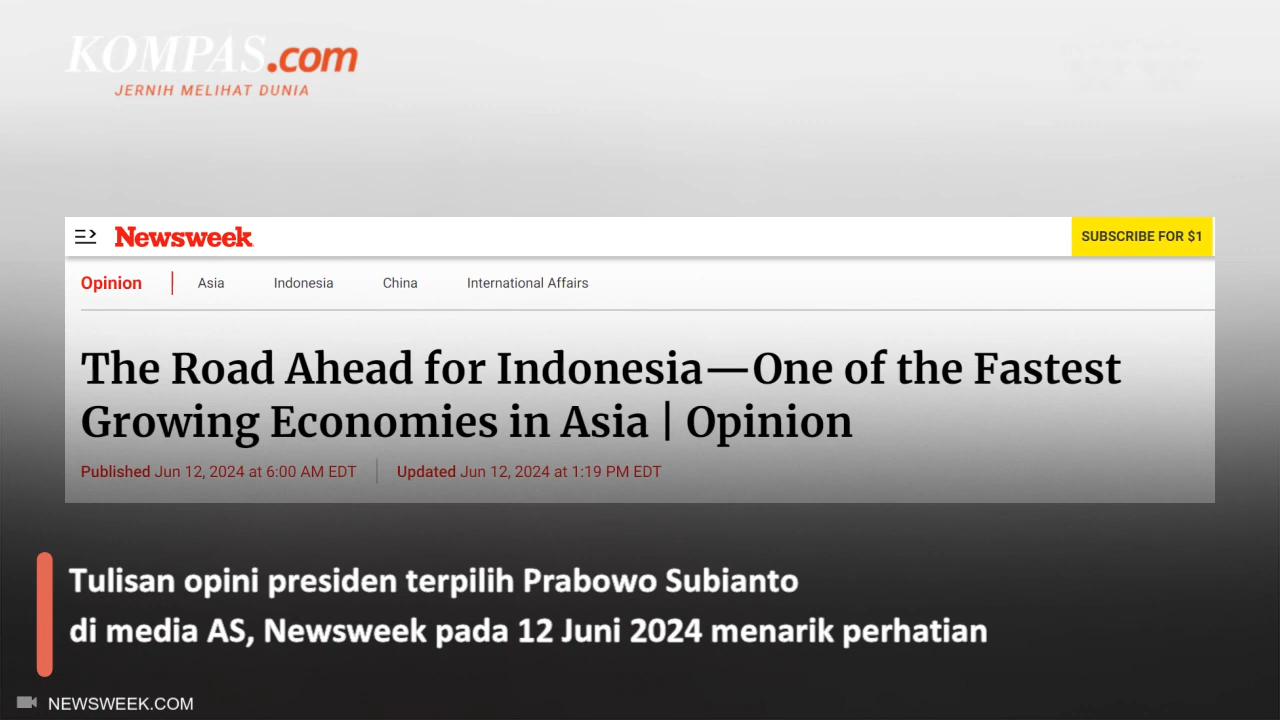 KOMPAS.com
JERNIH MELIHAT DUNIA
Newsweek
SUBSCRIBE FOR $1
Opinion | Asia Indonesia China International Affairs
The Road Ahead for Indonesia—One of the Fastest
Growing Economies in Asia | Opinion
Published Jun 12, 2024 at 6:00 AM EDT | Updated Jun 12, 2024 at 1:19 PM EDT
Tulisan opini presiden terpilih Prabowo Subianto
di media AS, Newsweek pada 12 Juni 2024 menarik perhatian
NEWSWEEK.COM